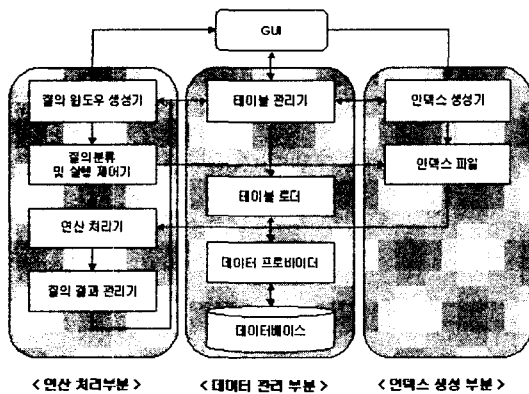 GUI
질의 윈도우 생성기
테이블 관리기
인덱스 생성기
질의분류
및 실행 제어기
인덱스 파일
테이블 로더
연산 처리기
데이터 프로바이더
질의 결과 관리기
데이터베이스
< 연산 처리부분 >
< 데이터 관리 부분 >
< 인덱스 생성 부분 >